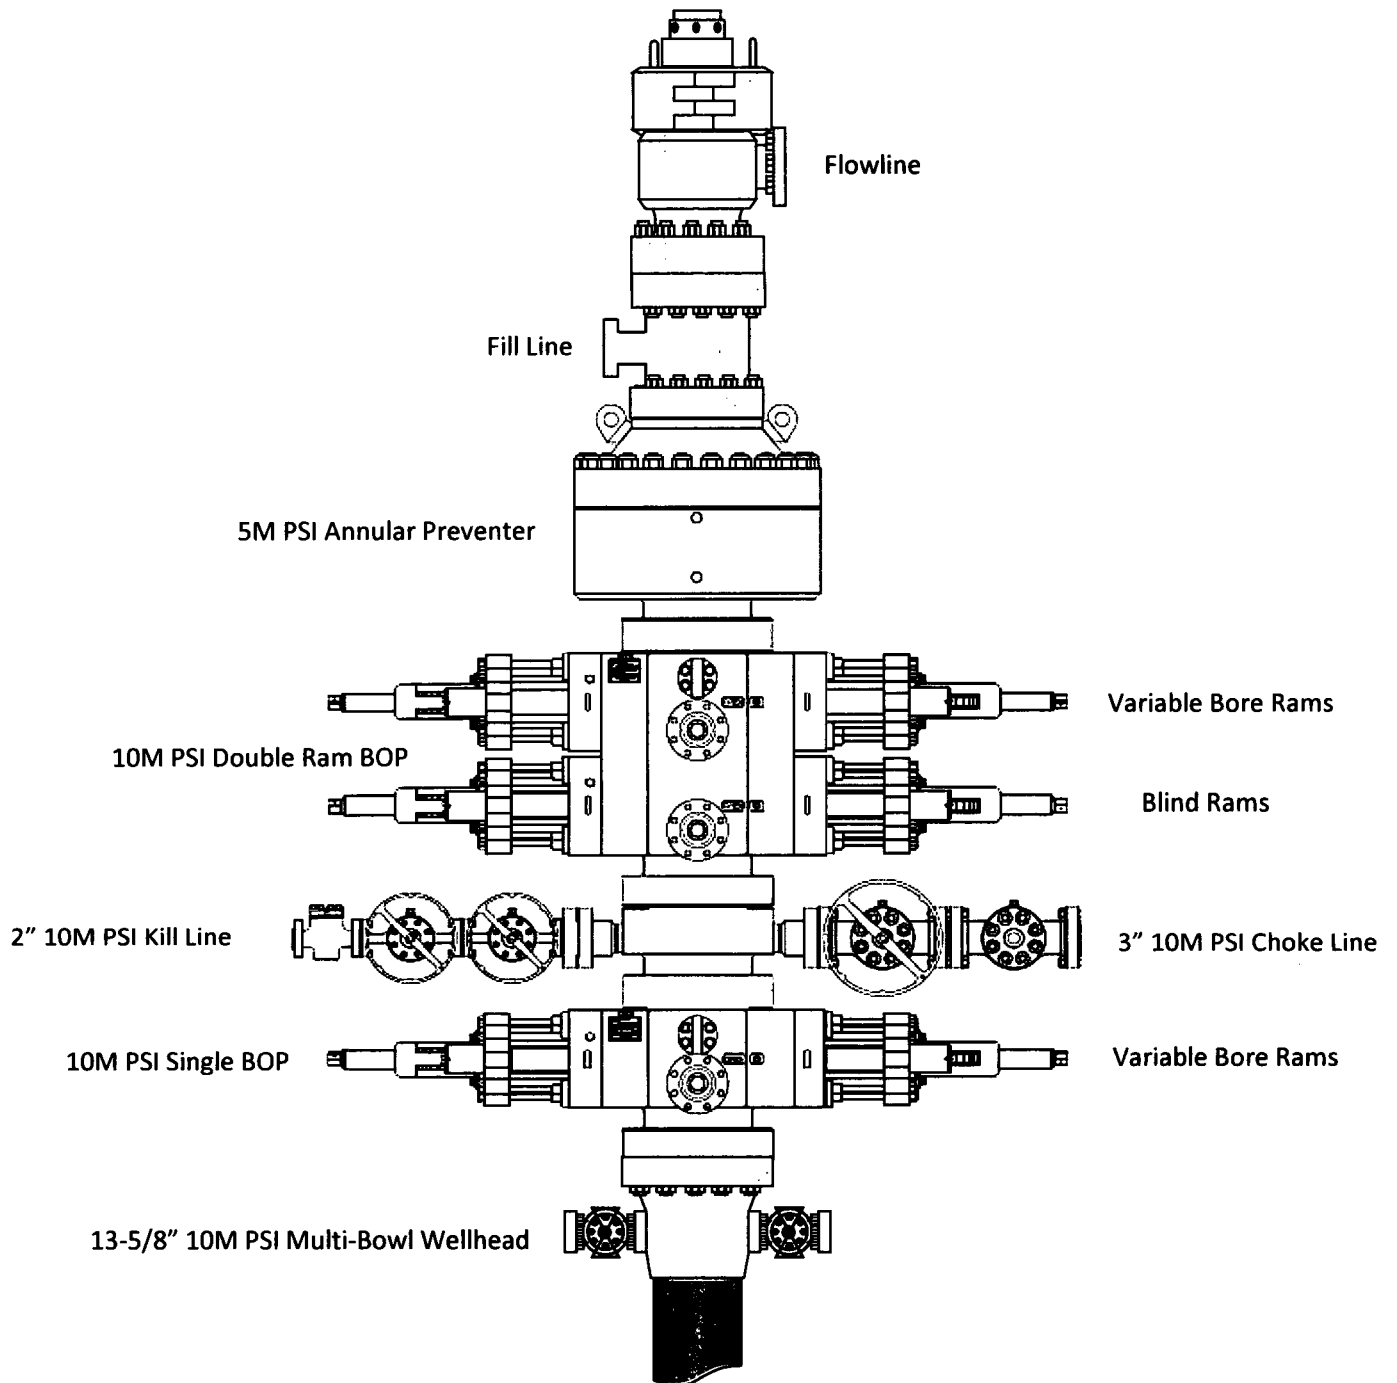 Flowline
Fill Line
5M PSI Annular Preventer
Variable Bore Rams
10M PSI Double Ram BOP
Blind Rams
2” 10M PSI Kill Line
3” 10M PSI Choke Line
10M PSI Single BOP
Variable Bore Rams
13-5/8” 10M PSI Multi-Bowl Wellhead